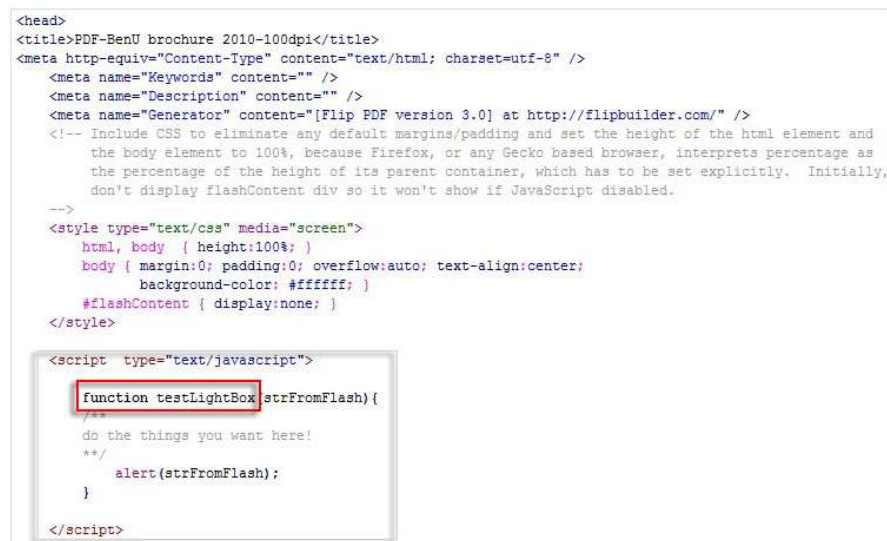 <head>
<title>PDF-BenU brochure 2010-100dpi</title>
<meta http-equiv="Content-Type" content="text/html; charset=utf-8" />
<meta name="Keywords" content="" />
<meta name="Description" content="" />
<meta name="Generator" content="[Flip PDF version 3.0] at http://flipbuilder.com/" />
<!-- Include CSS to eliminate any default margins/padding and set the height of the html element and
the body element to 100%, because Firefox, or any Gecko based browser, interprets percentage as
the percentage of the height of its parent container, which has to be set explicitly.  Initially,
don't display flashContent div so it won't show if JavaScript disabled.
-->
<style type="text/css" media="screen">
html, body  { height:100%; }
body { margin:0; padding:0; overflow:auto; text-align:center;
background-color: #ffffff; }
#flashContent { display:none; }
</style>
<script  type="text/javascript">
function testLightBox(strFromFlash){
/**
do the things you want here!
**/
alert(strFromFlash);
}
</script>